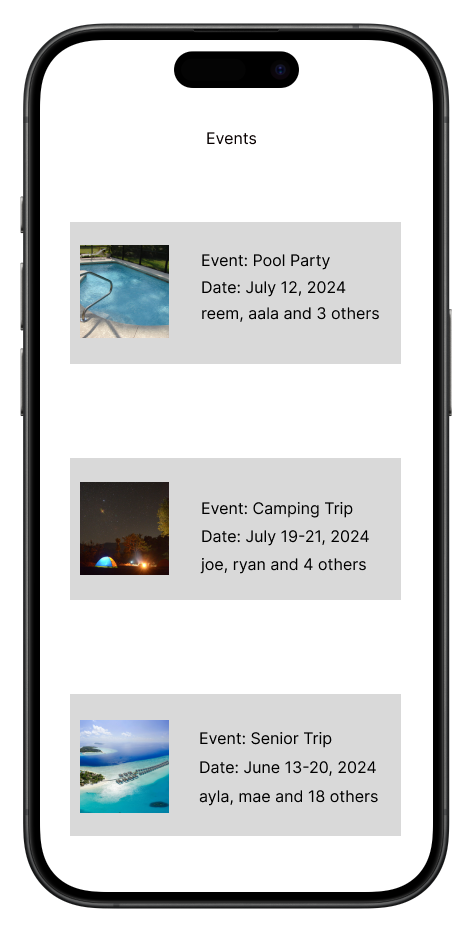 Events
Event: Pool Party
Date: July 12, 2024
reem, aala and 3 others
Event: Camping Trip
Date: July 19-21, 2024
joe, ryan and 4 others
Event: Senior Trip
Date: June 13-20, 2024
ayla, mae and 18 others